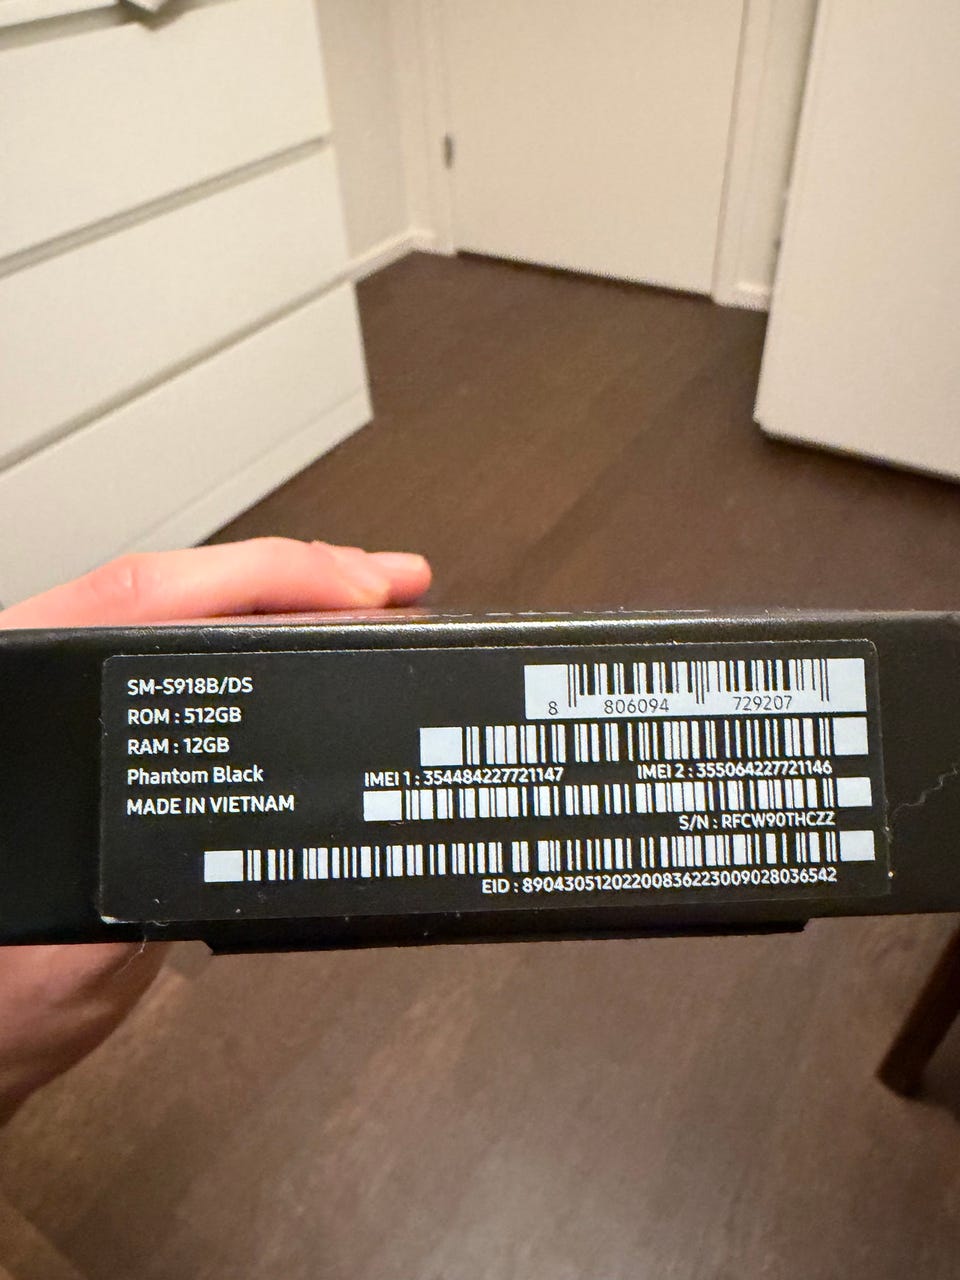 SM-S918B/DS
ROM : 512GB
RAM : 12GB
Phantom Black
MADE IN VIETNAM
8 806094 729207
IMEI 1 : 354484227721147 IMEI 2 : 355064227721146
S/N : RFCW90THCZZ
EID : 89043051202200836223009028036542